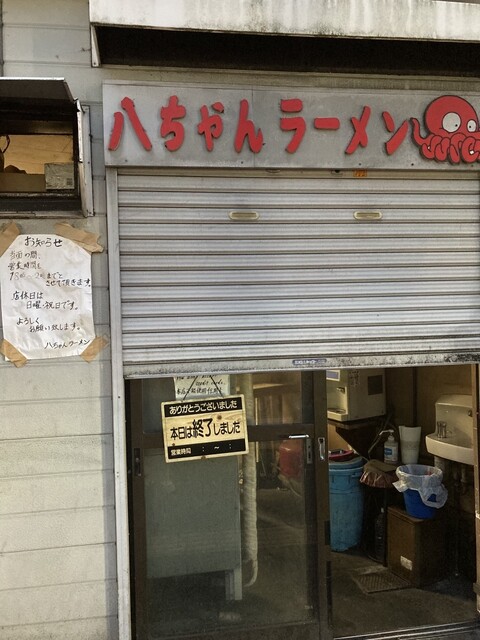 八ちゃんラーメン
お知らせ
当面の間、
営業時間を
までと
させて頂きます。
店休日は
日曜・祝日です。
よろしく
お願い致します。
八ちゃんラーメン
ありがとうございました
本日は終了しました
営業時間 : ~ :